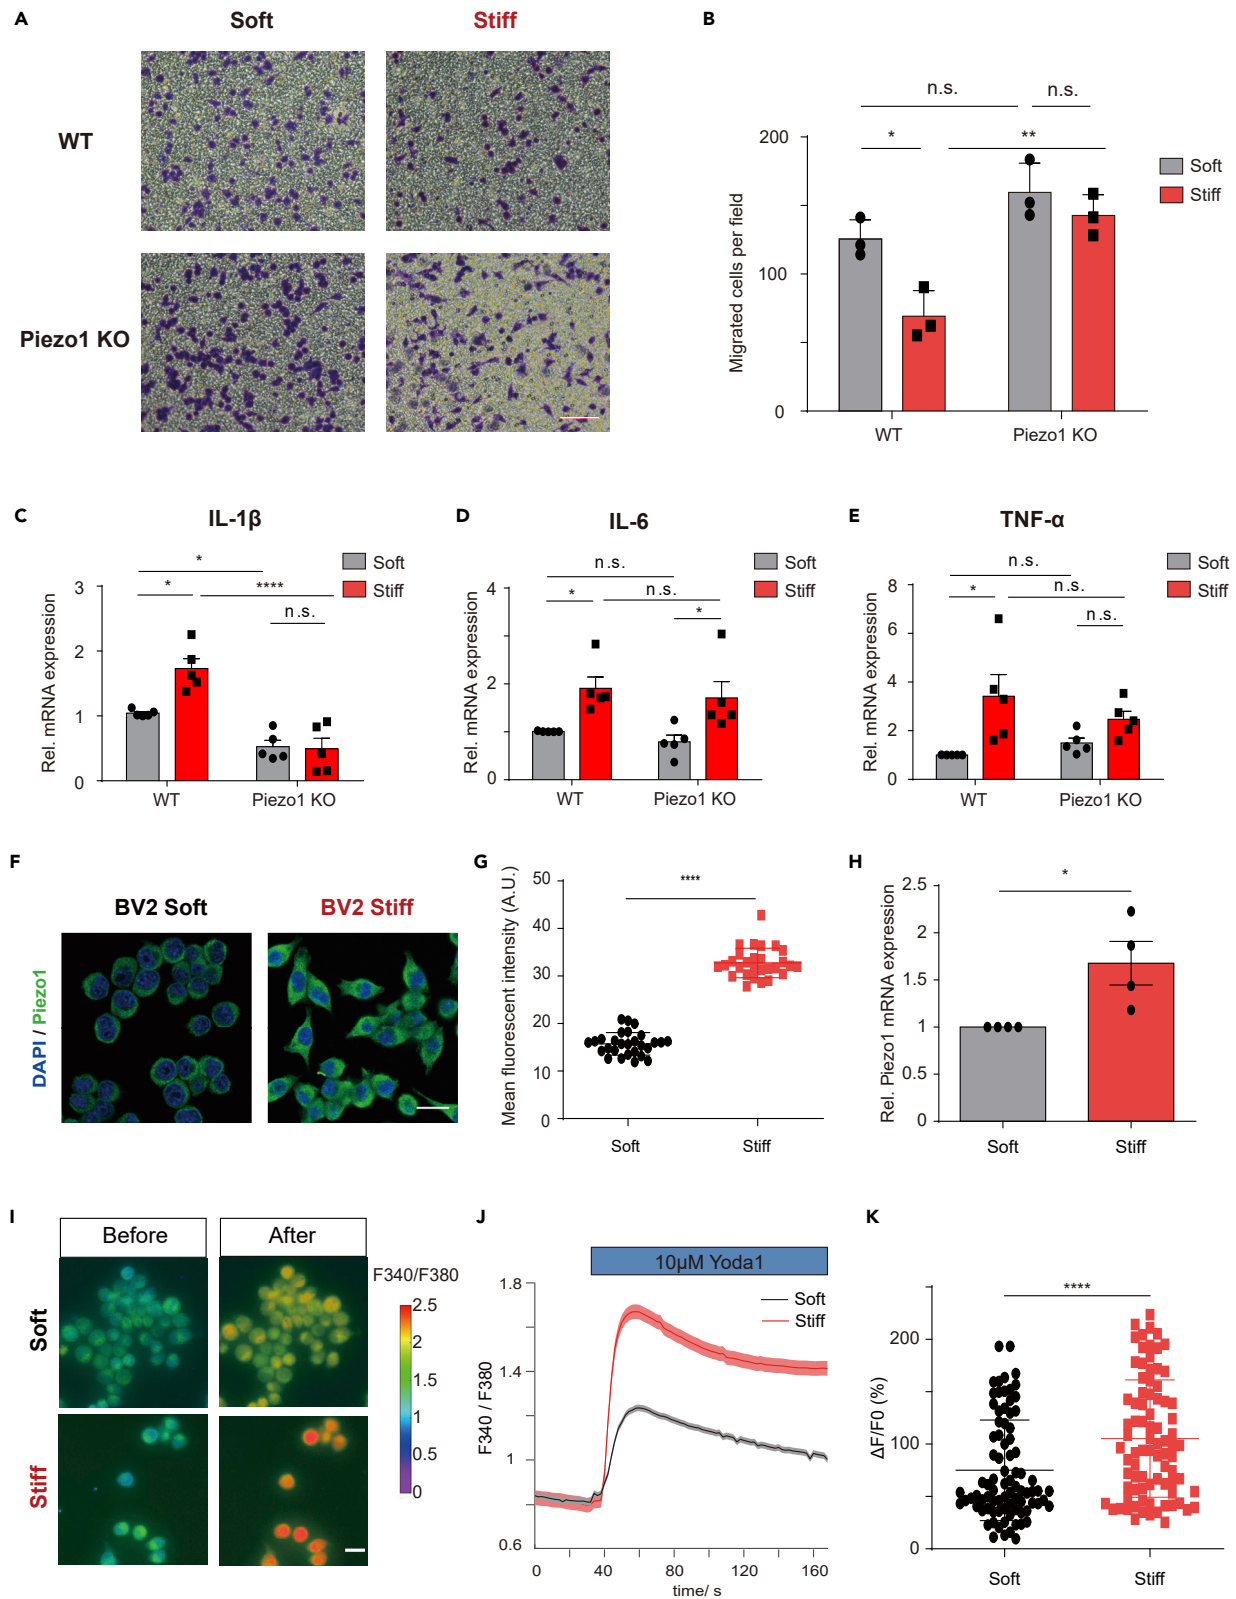 A
Soft
Stiff
WT
Piezo1 KO
B
n.s.
n.s.
*
**
200
100
0
Migrated cells per field
WT
Piezo1 KO
Soft
Stiff
C
IL-1β
*
*
****
n.s.
Soft
Stiff
3
2
1
0
Rel. mRNA expression
WT
Piezo1 KO
D
IL-6
n.s.
*
n.s.
*
Soft
Stiff
4
2
0
Rel. mRNA expression
WT
Piezo1 KO
E
TNF-α
n.s.
*
n.s.
n.s.
Soft
Stiff
8
6
4
2
0
Rel. mRNA expression
WT
Piezo1 KO
F
BV2 Soft
BV2 Stiff
DAPI / Piezo1
G
****
50
40
30
20
10
0
Mean fluorescent intensity (A.U.)
Soft
Stiff
H
*
2.5
2
1.5
1
0.5
0
Rel. Piezo1 mRNA expression
Soft
Stiff
I
Before
After
Soft
Stiff
F340/F380
2.5
2
1.5
1
0.5
0
J
10μM Yoda1
Soft
Stiff
1.8
1.4
1
0.6
F340 / F380
0
40
80
120
160
time/ s
K
****
200
100
0
ΔF/F0 (%)
Soft
Stiff